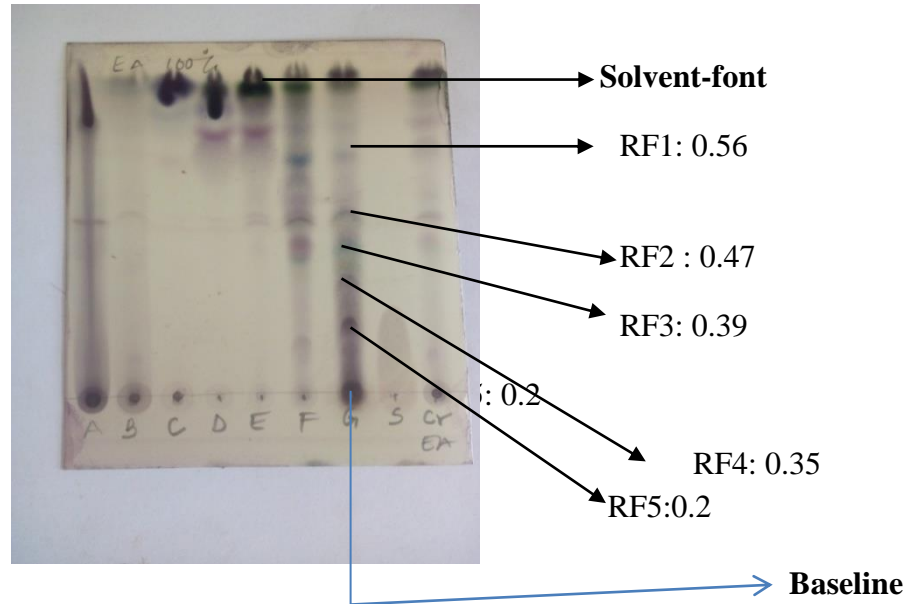 EA 100%
Solvent-font
RF1: 0.56
RF2 : 0.47
RF3: 0.39
: 0.2
RF4: 0.35
RF5:0.2
A B C D E F G S Cr
EA
Baseline